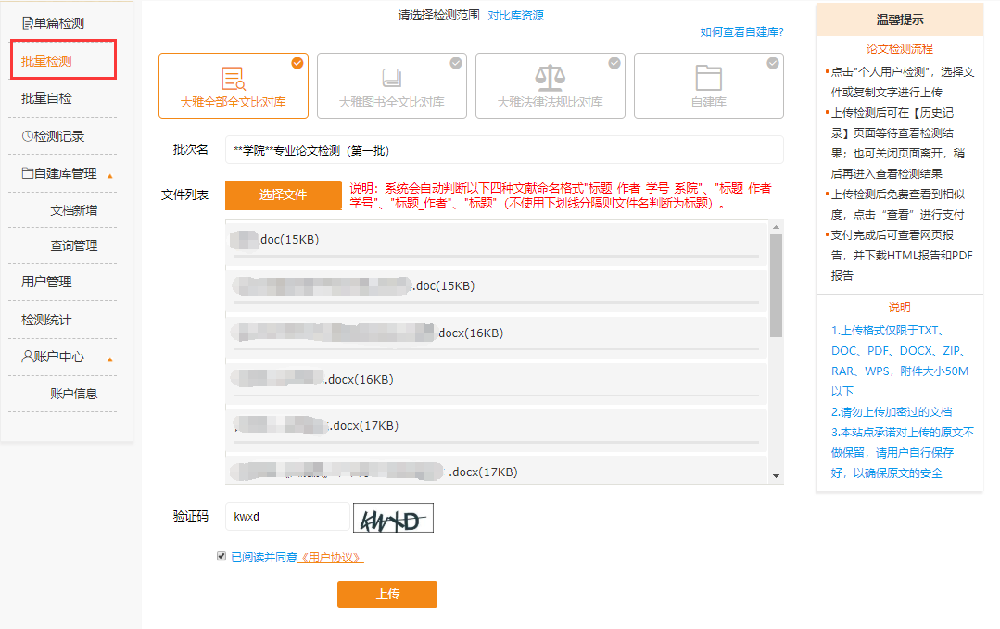 单篇检测
批量检测
批量自检
检测记录
自建库管理
文档新增
查询管理
用户管理
检测统计
账户中心
账户信息
请选择检测范围 对比库资源
如何查看自建库?
大雅全部全文比对库
大雅图书全文比对库
大雅法律法规比对库
自建库
批次名
**学院**专业论文检测（第一批）
文件列表
选择文件
说明：系统会自动判断以下四种文献命名格式"标题_作者_学号_系院"、"标题_作者_
学号"、"标题_作者"、"标题"（不使用下划线分隔则文件名判断为标题）。
doc(15KB)
.doc(15KB)
docx(16KB)
.docx(16KB)
.docx(17KB)
.docx(17KB)
验证码
kwxd
kwxD
已阅读并同意《用户协议》
上传
温馨提示
论文检测流程
点击"个人用户检测"，选择文
件或复制文字进行上传
上传检测后可在【历史记
录】页面等待查看检测结
果；也可关闭页面离开，稍
后再进入查看检测结果
上传检测后免费查看到相似
度，点击“查看”进行支付
支付完成后可查看网页报
告，并下载HTML报告和PDF
报告
说明
1.上传格式仅限于TXT、
DOC、PDF、DOCX、ZIP、
RAR、WPS，附件大小50M
以下
2.请勿上传加密过的文档
3.本站点承诺对上传的原文不
做保留，请用户自行保存
好，以确保原文的安全